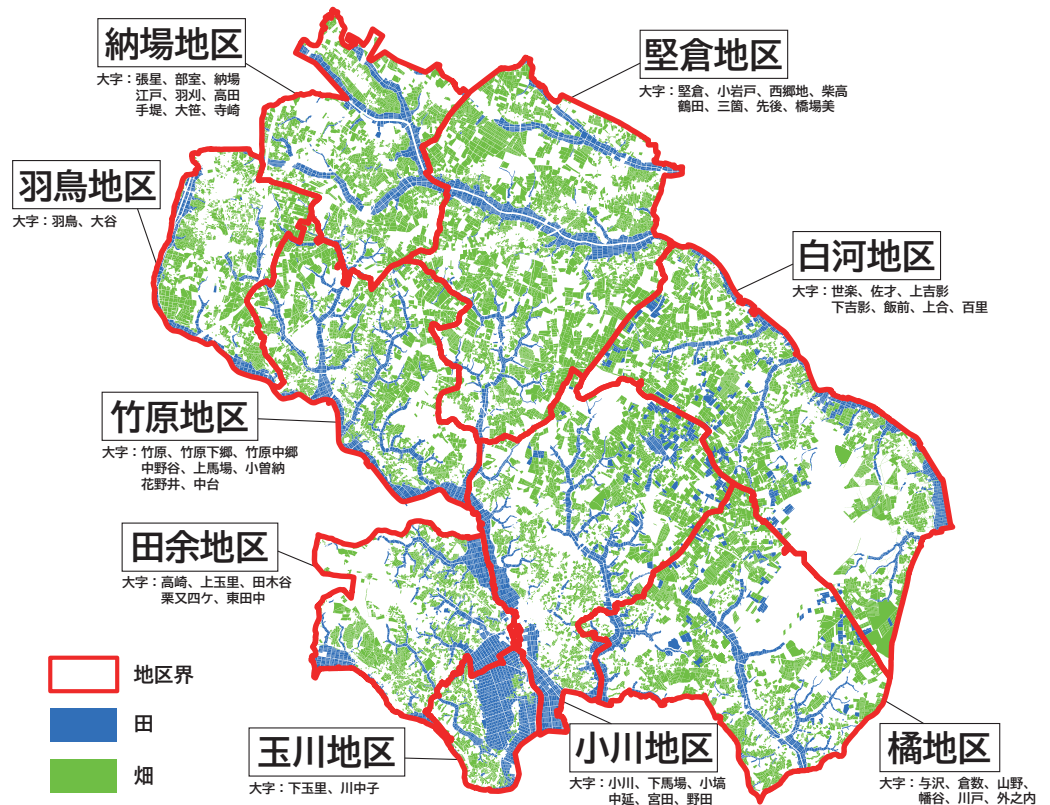 納場地区
大字：張星、部室、納場
江戸、羽刈、高田
手堤、大笹、寺崎
堅倉地区
大字：堅倉、小岩戸、西郷地、柴高
鶴田、三箇、先後、橋場美
羽鳥地区
大字：羽鳥、大谷
白河地区
大字：世楽、佐才、上吉影
下吉影、飯前、上合、百里
竹原地区
大字：竹原、竹原下郷、竹原中郷
中野谷、上馬場、小曽納
花野井、中台
田余地区
大字：高崎、上玉里、田木谷
栗又四ケ、東田中
地区界
田
畑
玉川地区
大字：下玉里、川中子
小川地区
大字：小川、下馬場、小塙
中延、宮田、野田
橘地区
大字：与沢、倉数、山野、
幡谷、川戸、外之内